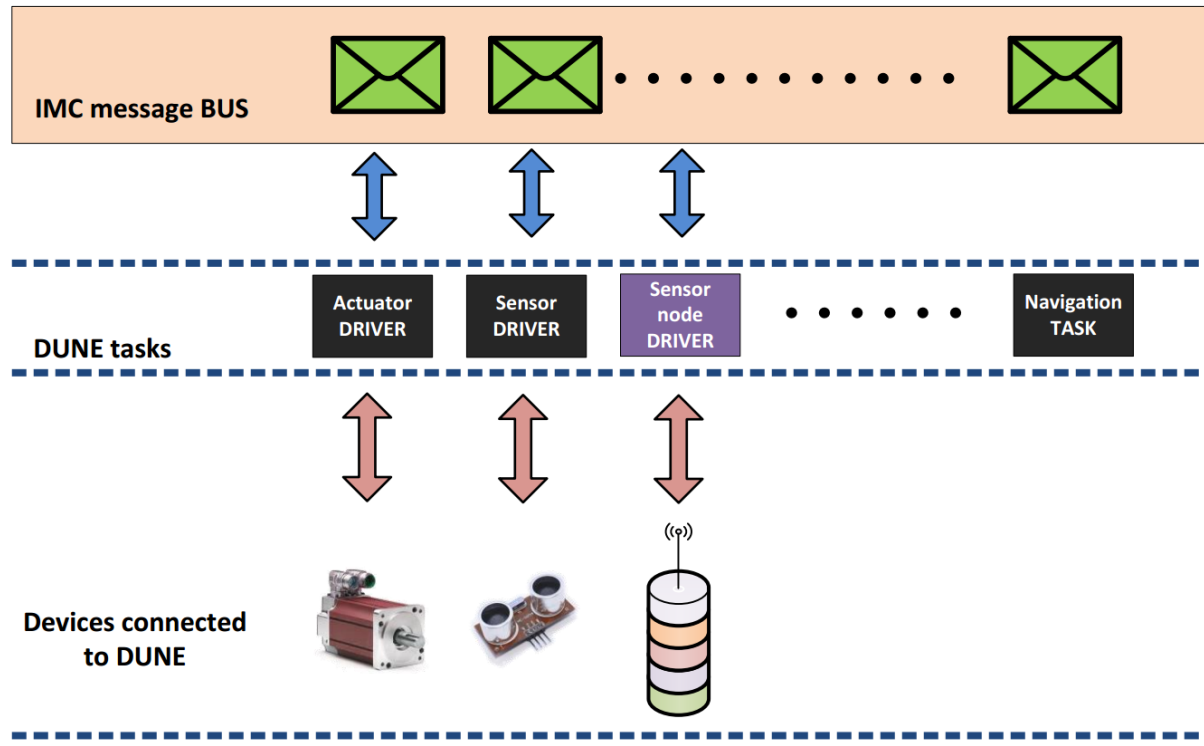 IMC message BUS
Actuator
DRIVER
Sensor
DRIVER
Sensor
node
DRIVER
Navigation
TASK
DUNE tasks
Devices connected
to DUNE